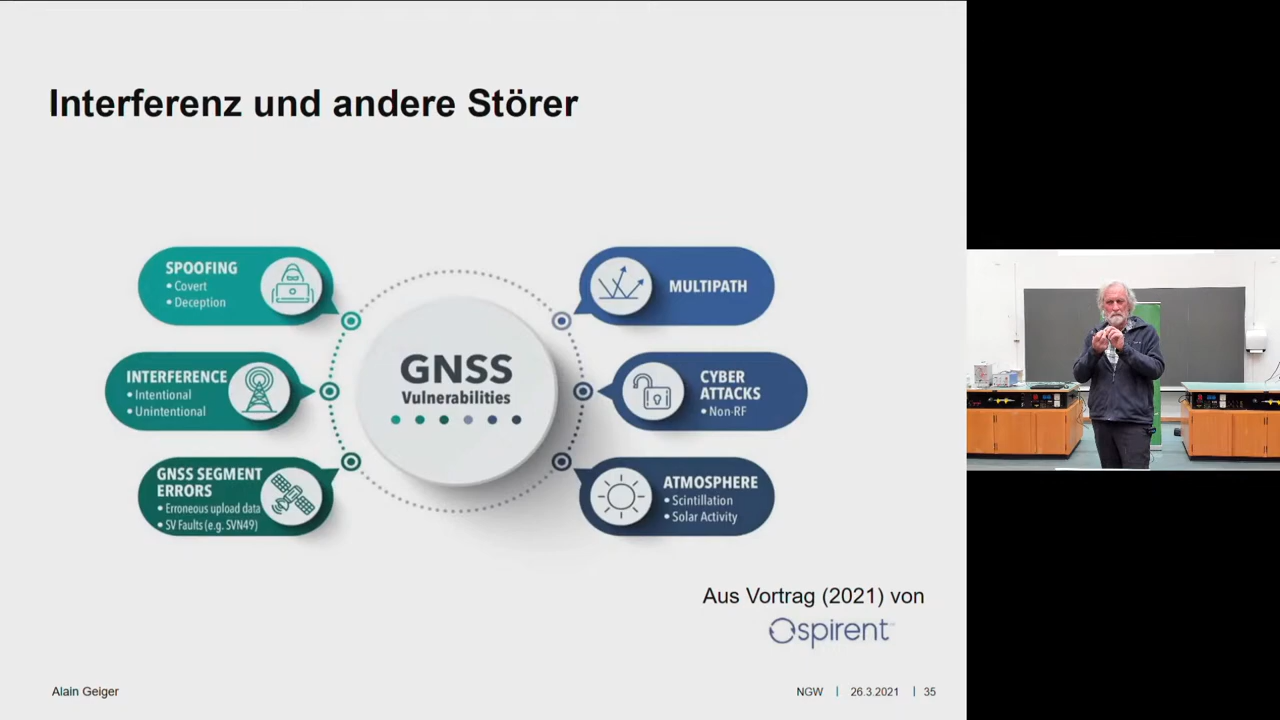 Interferenz und andere Störer
SPOOFING
• Covert
• Deception
INTERFERENCE
• Intentional
• Unintentional
GNSS SEGMENT
ERRORS
• Erroneous upload data
• SV Faults (e.g. SVN49)
GNSS
Vulnerabilities
MULTIPATH
CYBER
ATTACKS
• Non-RF
ATMOSPHERE
• Scintillation
• Solar Activity
Aus Vortrag (2021) von
spirent™
Alain Geiger
NGW | 26.3.2021 | 35